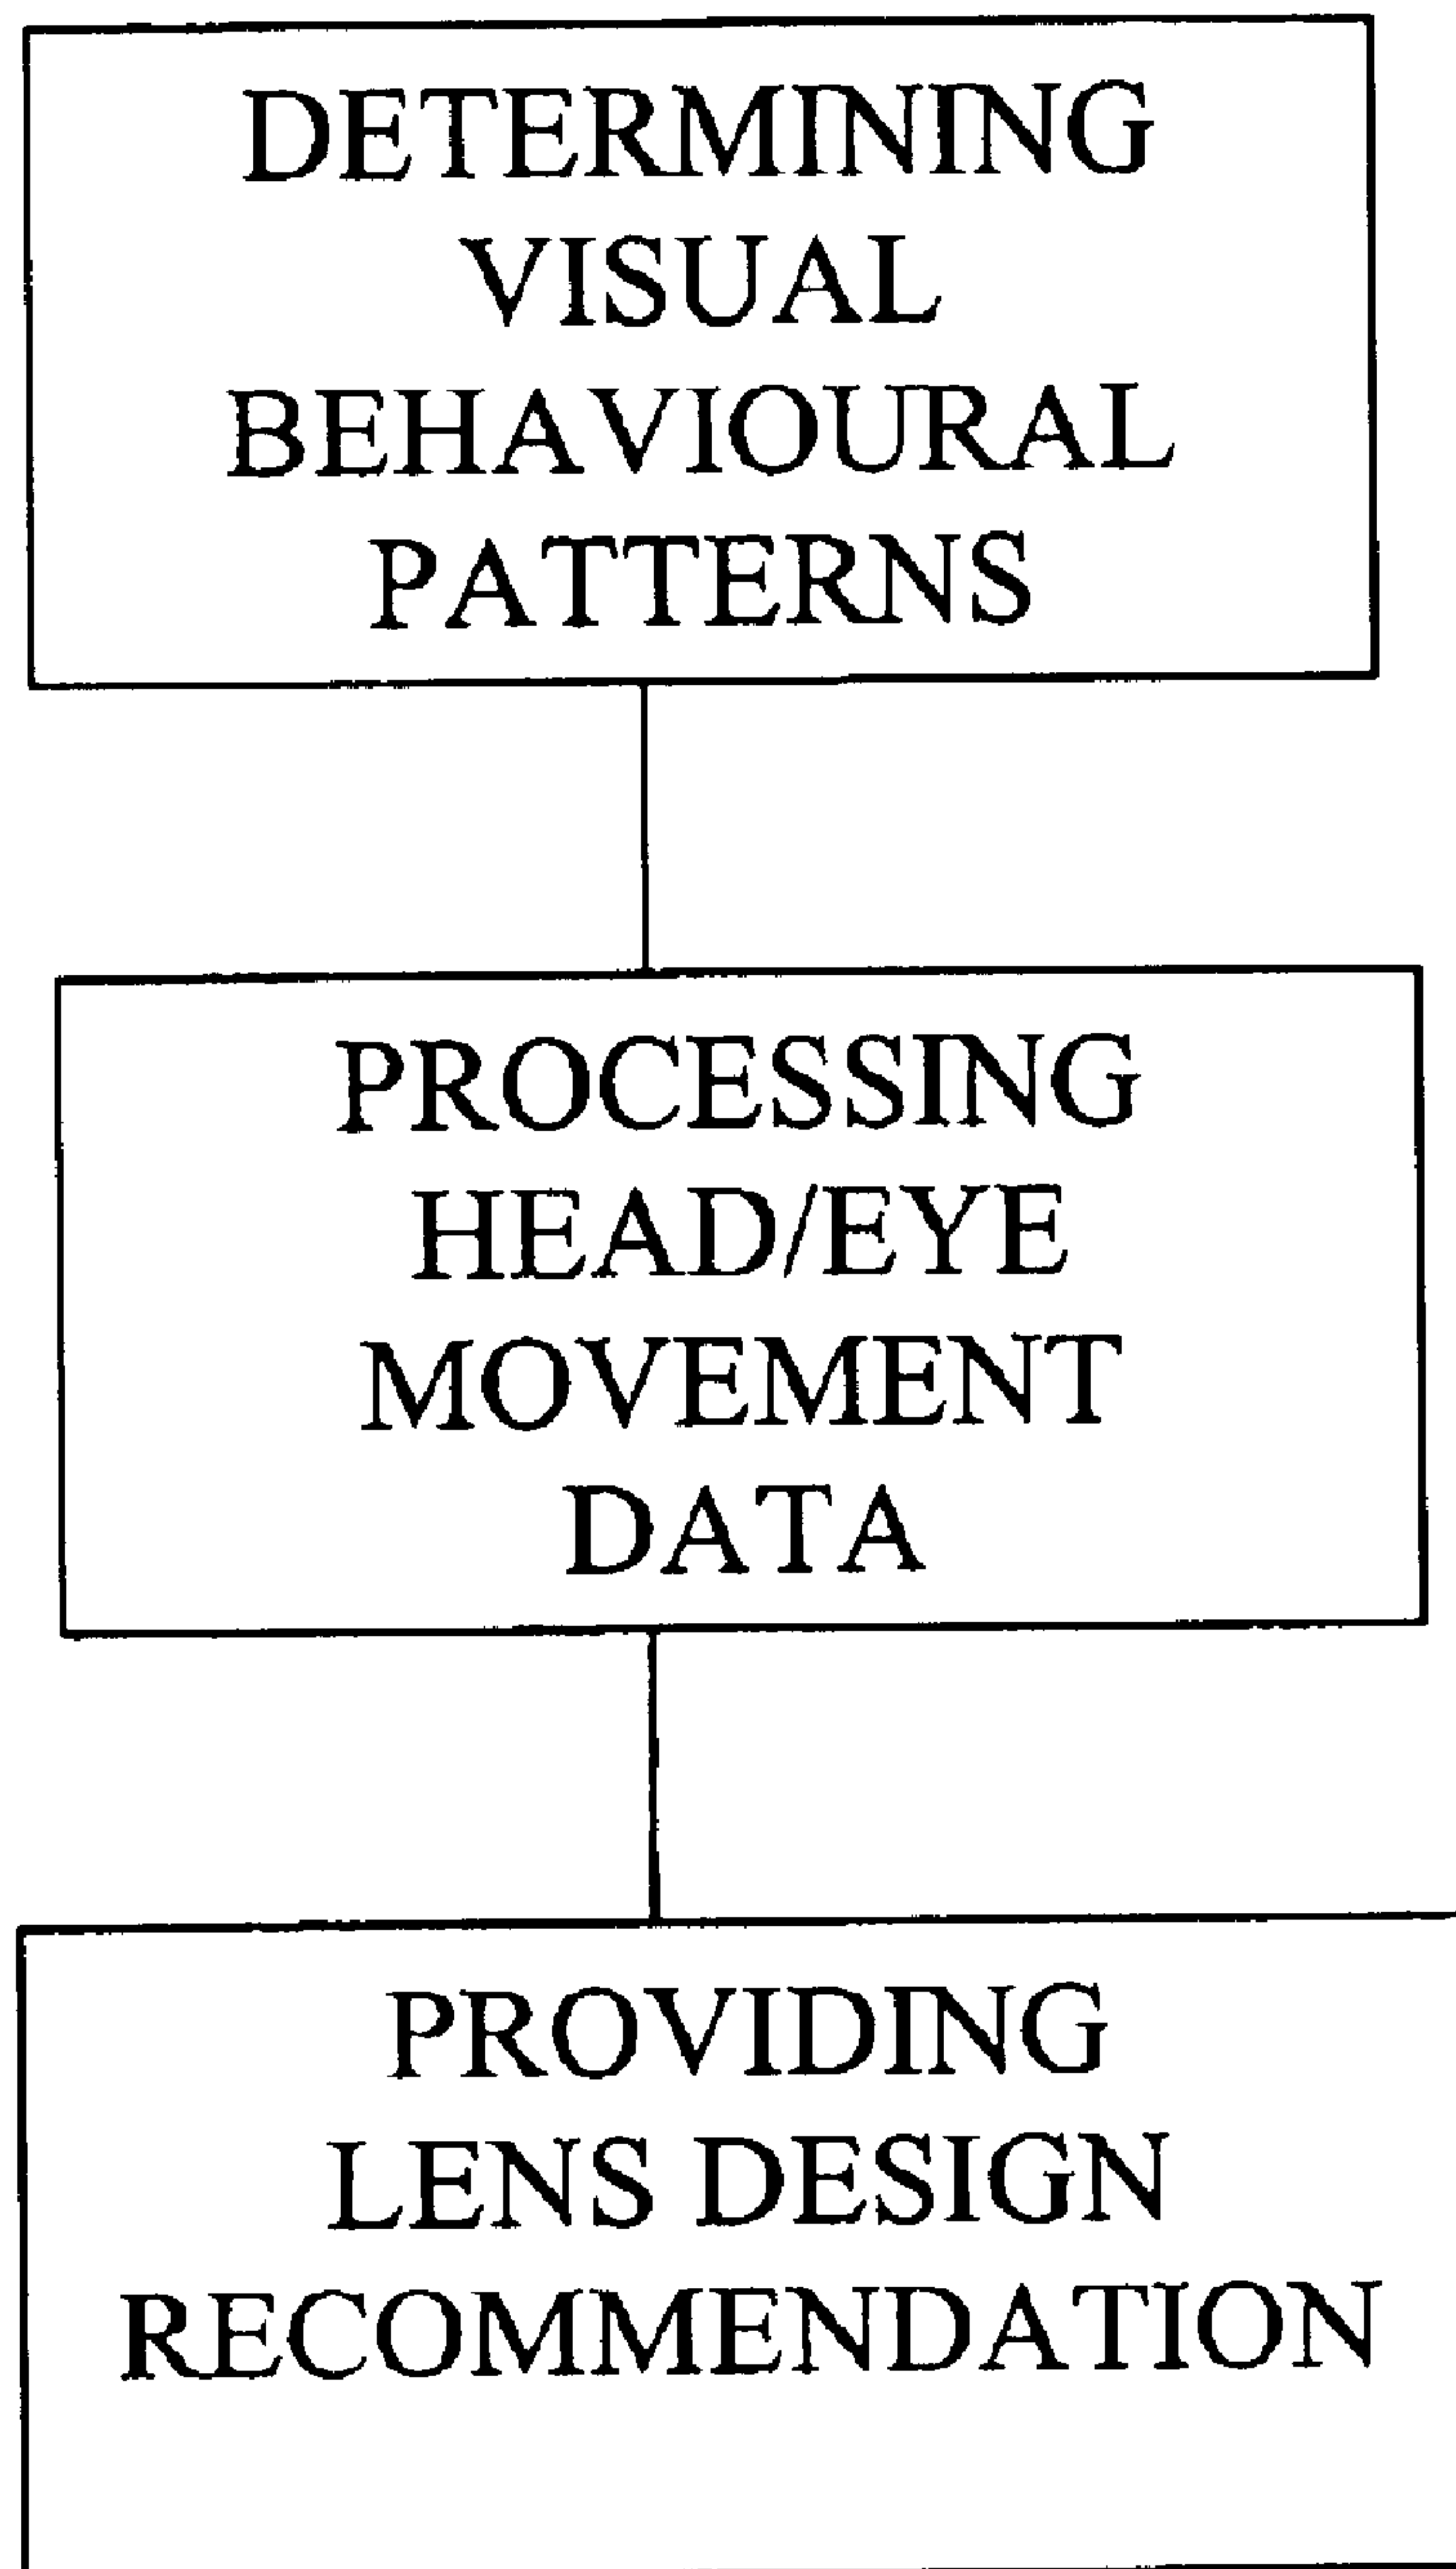 DETERMINING
VISUAL
BEHAVIOURAL
PATTERNS
PROCESSING
HEAD/EYE
MOVEMENT
DATA
PROVIDING
LENS DESIGN
RECOMMENDATION